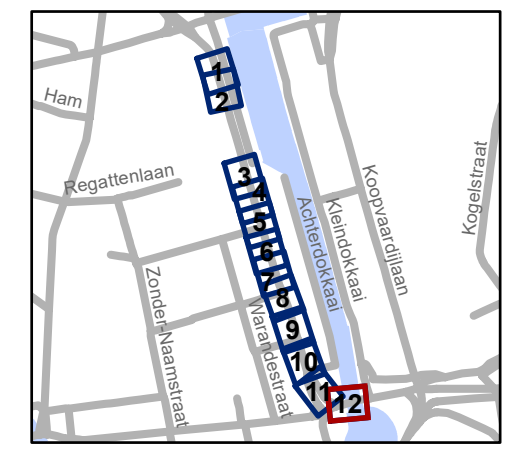 1
2
Ham
Regattenlaan
3
4
5
6
7
8
9
10
11
12
Zonder-Naamstraat
Warandestraat
Achterdokkaai
Kleindokkaai
Koopvaardijlaan
Kogelstraat